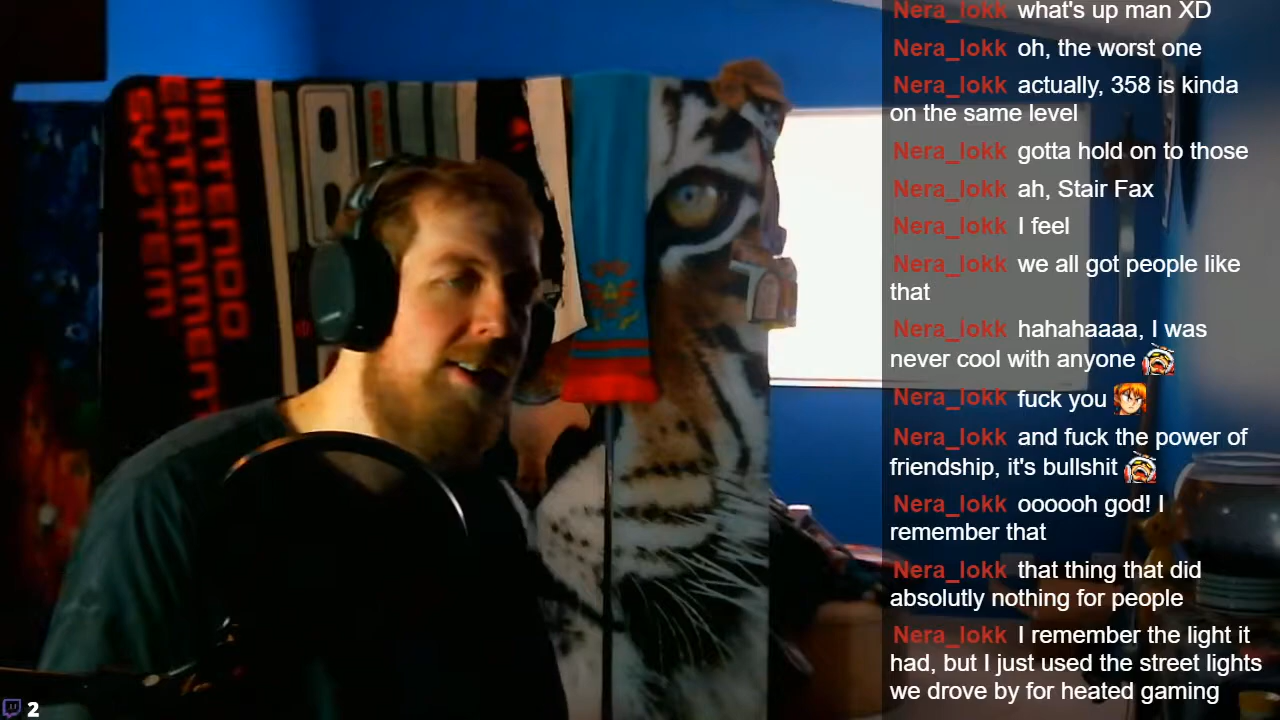 Nera_lokk what's up man XD
Nera_lokk oh, the worst one
Nera_lokk actually, 358 is kinda
on the same level
Nera_lokk gotta hold on to those
Nera_lokk ah, Stair Fax
Nera_lokk I feel
Nera_lokk we all got people like
that
Nera_lokk hahahaaaa, I was
never cool with anyone
Nera_lokk fuck you
Nera_lokk and fuck the power of
friendship, it's bullshit
Nera_lokk oooooh god! I
remember that
Nera_lokk that thing that did
absolutly nothing for people
Nera_lokk I remember the light it
had, but I just used the street lights
we drove by for heated gaming
NINTENDO
ENTERTAINMENT
SYSTEM
2